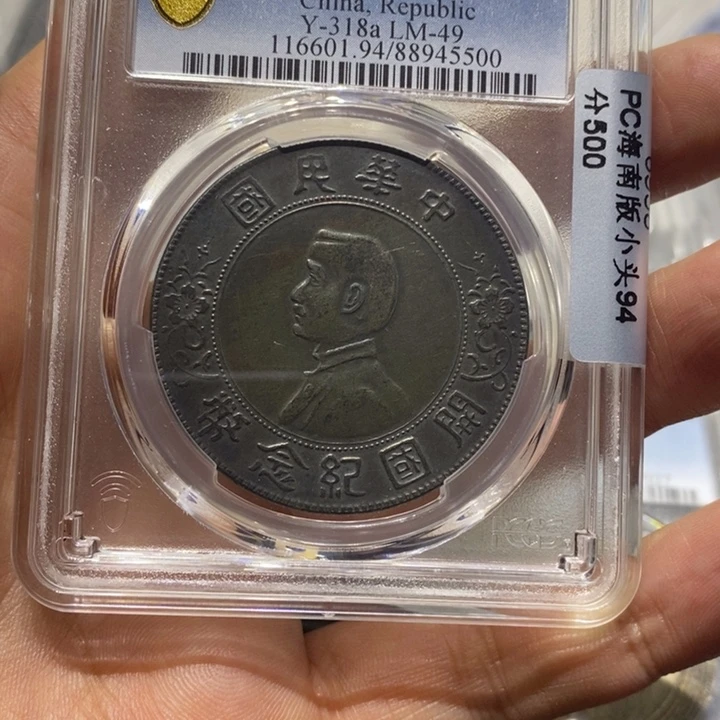 China, Republic
Y-318a LM-49
116601.94/88945500
中華民國
開國紀念幣
PC海南版小头94
分500